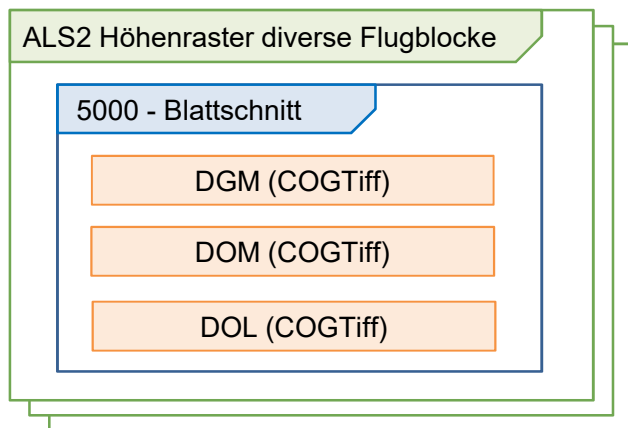 ALS2 Höhenraster diverse Flugblocke
5000 - Blattschnitt
DGM (COGTiff)
DOM (COGTiff)
DOL (COGTiff)